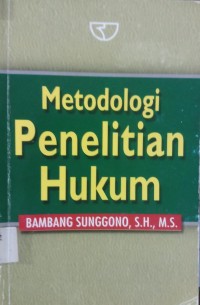 Metodologi
Penelitian
Hukum
BAMBANG SUNGGONO, S.H., M.S.